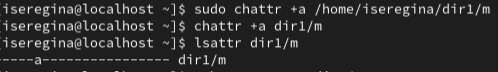 [iseregina@localhost ~]$ sudo chattr +a /home/iseregina/dir1/m
[iseregina@localhost ~]$ chattr +a dir1/m
[iseregina@localhost ~]$ lsattr dir1/m
-----a---------------- dir1/m